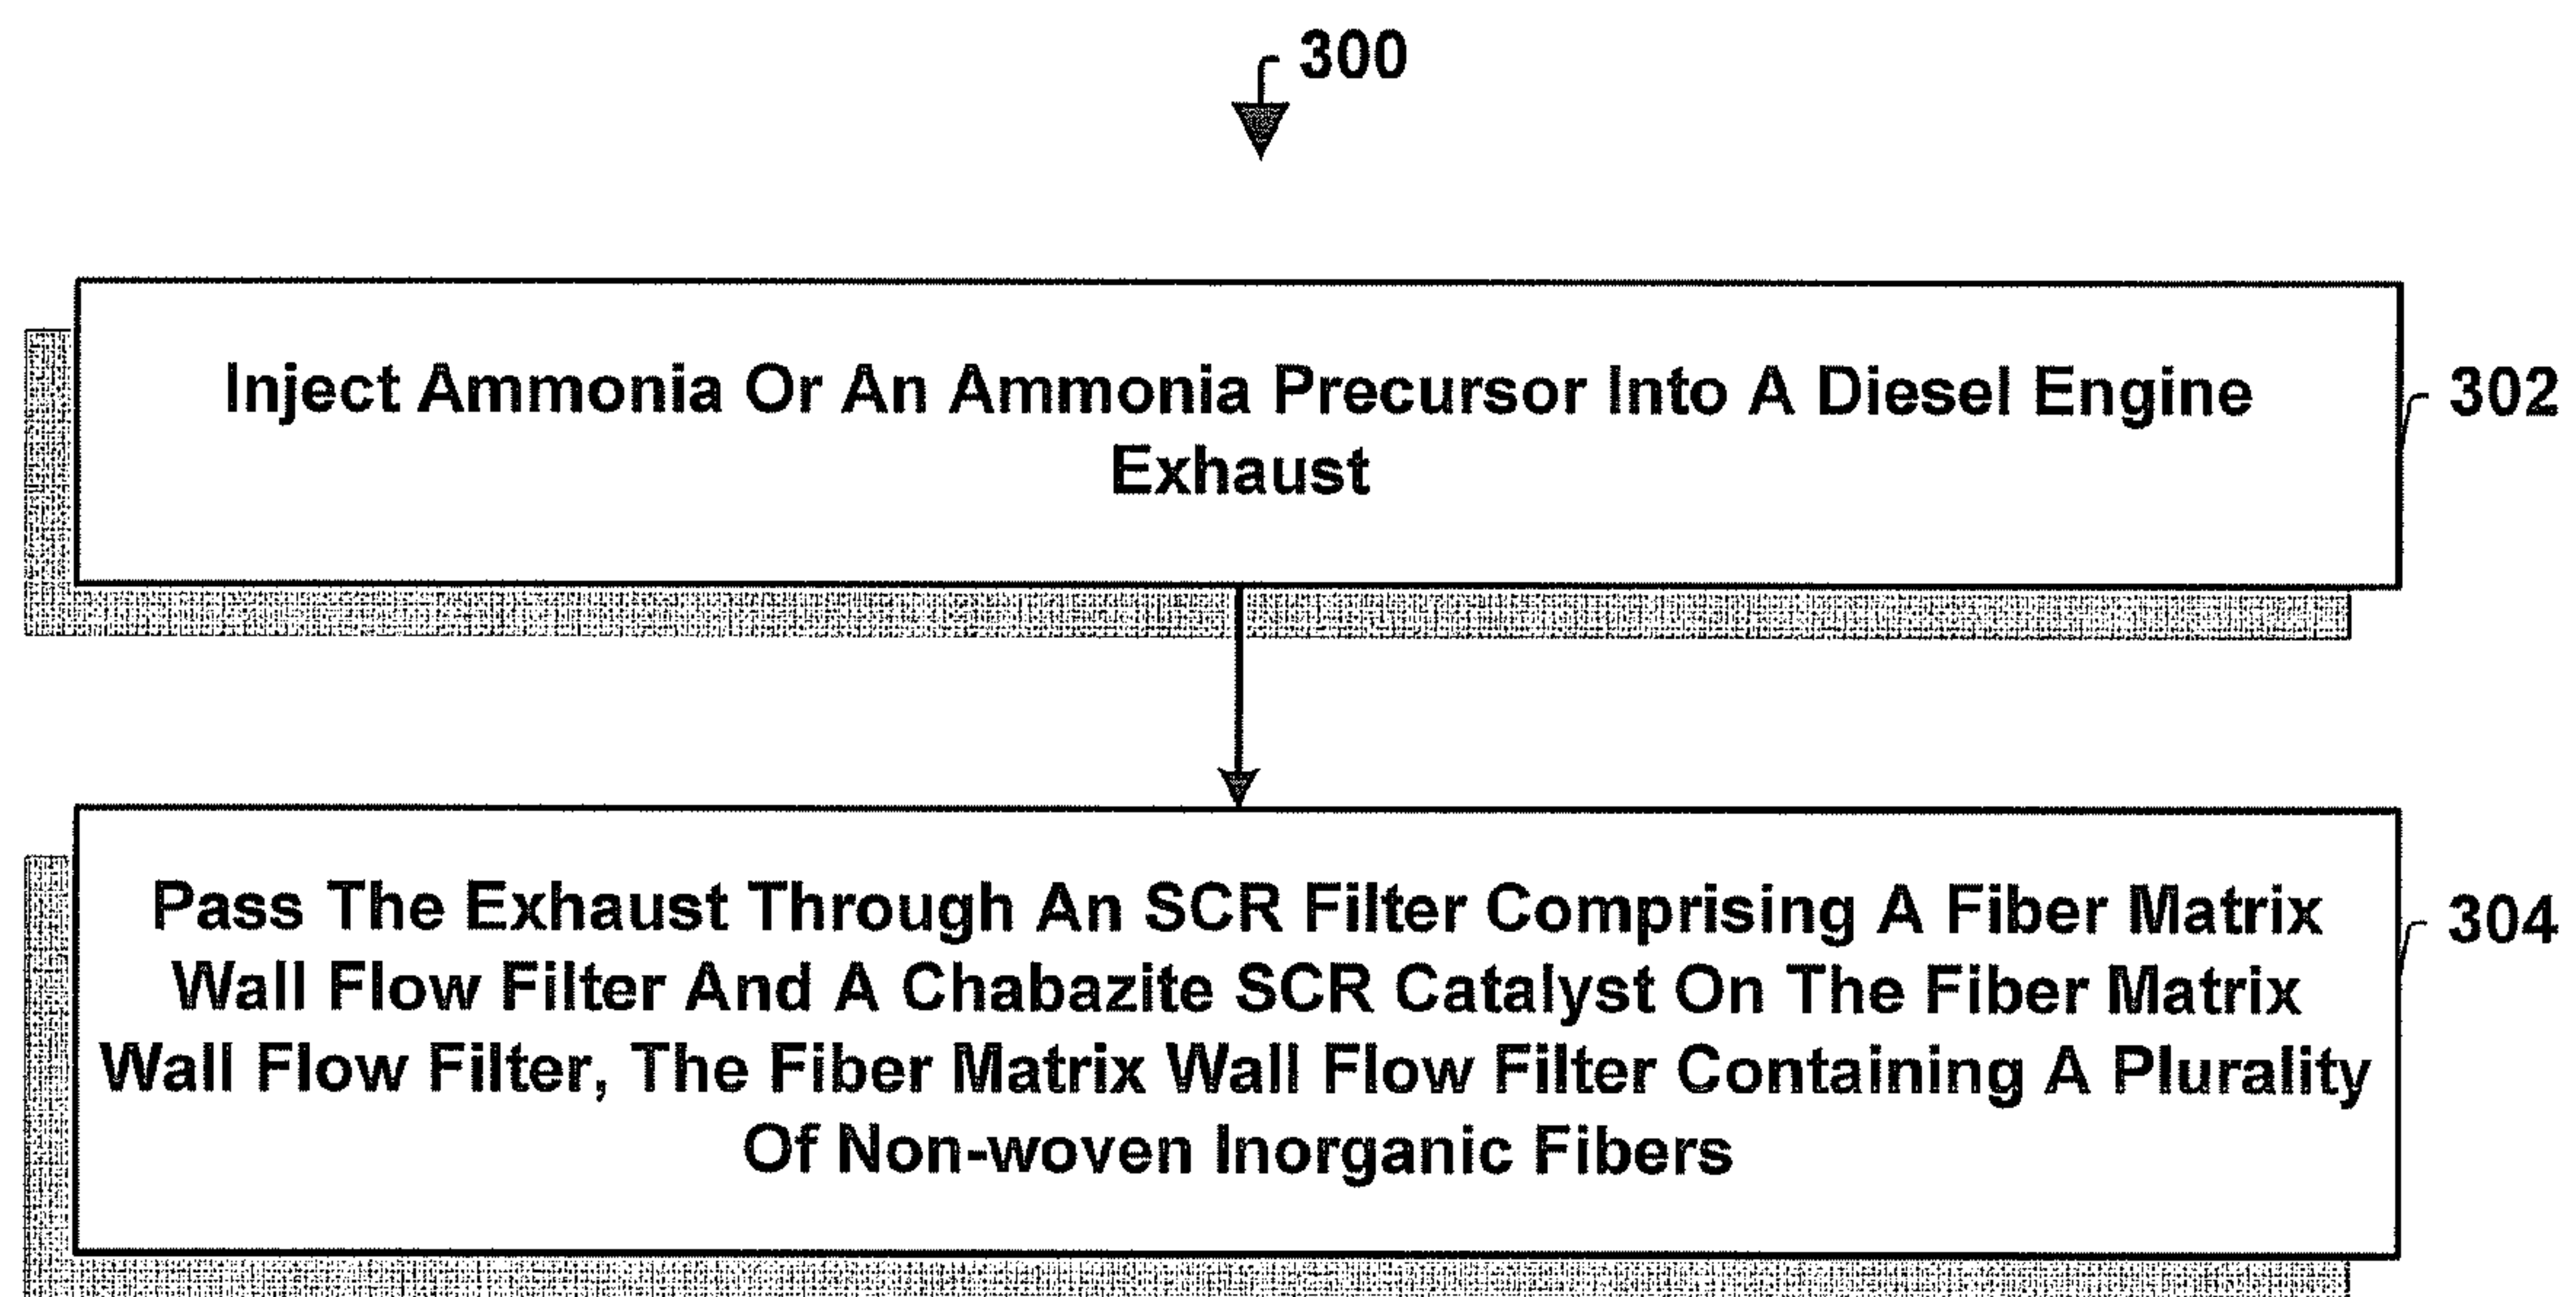 300
Inject Ammonia Or An Ammonia Precursor Into A Diesel Engine
Exhaust
302
Pass The Exhaust Through An SCR Filter Comprising A Fiber Matrix
Wall Flow Filter And A Chabazite SCR Catalyst On The Fiber Matrix
Wall Flow Filter, The Fiber Matrix Wall Flow Filter Containing A Plurality
Of Non-woven Inorganic Fibers
304